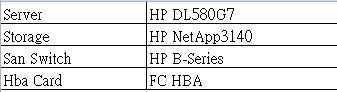 Server HP DL580G7
Storage HP NetApp3140
San Switch HP B-Series
Hba Card FC HBA